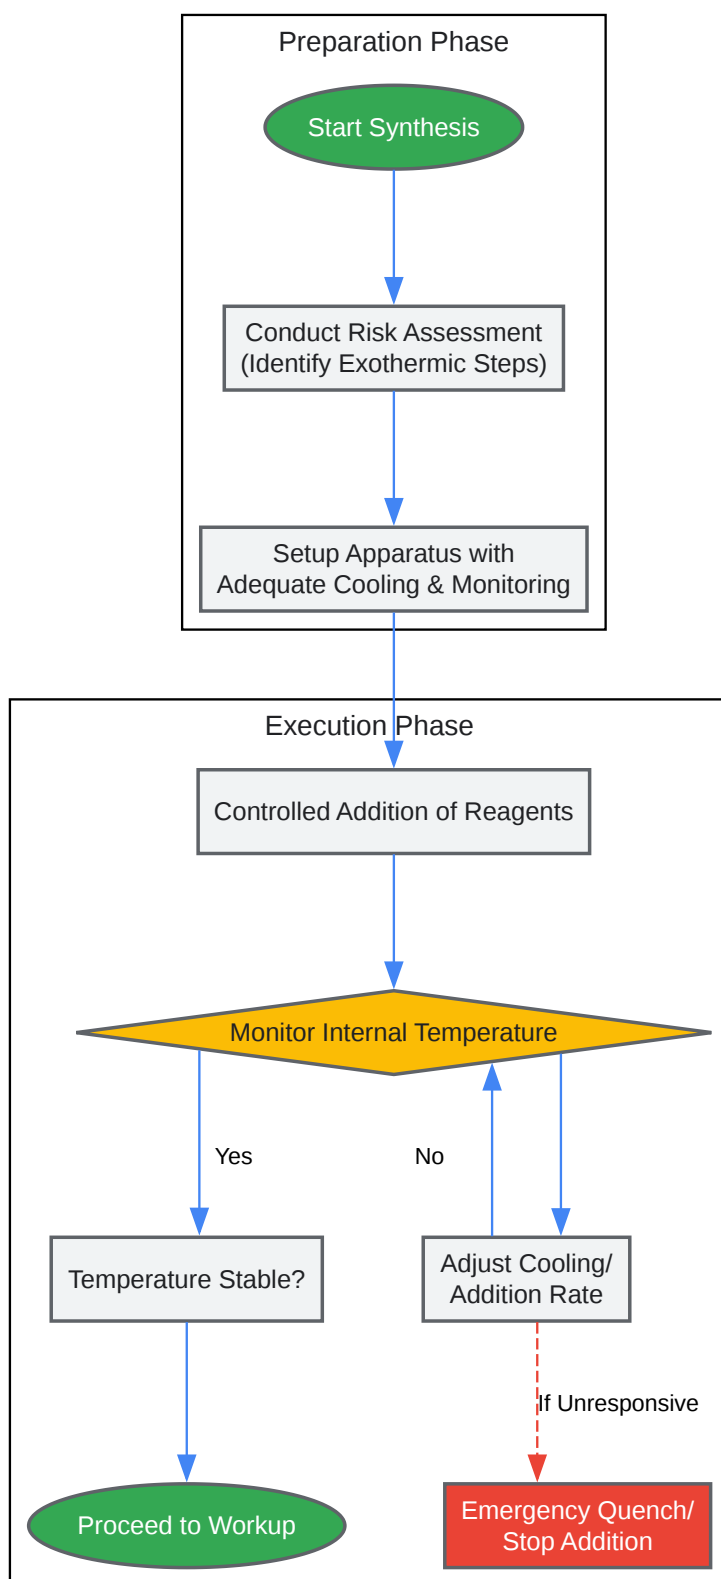 Preparation Phase
Start Synthesis
Conduct Risk Assessment
(Identify Exothermic Steps)
Setup Apparatus with
Adequate Cooling & Monitoring
Execution Phase
Controlled Addition of Reagents
Monitor Internal Temperature
Yes
No
Temperature Stable?
Adjust Cooling/
Addition Rate
If Unresponsive
Proceed to Workup
Emergency Quench/
Stop Addition